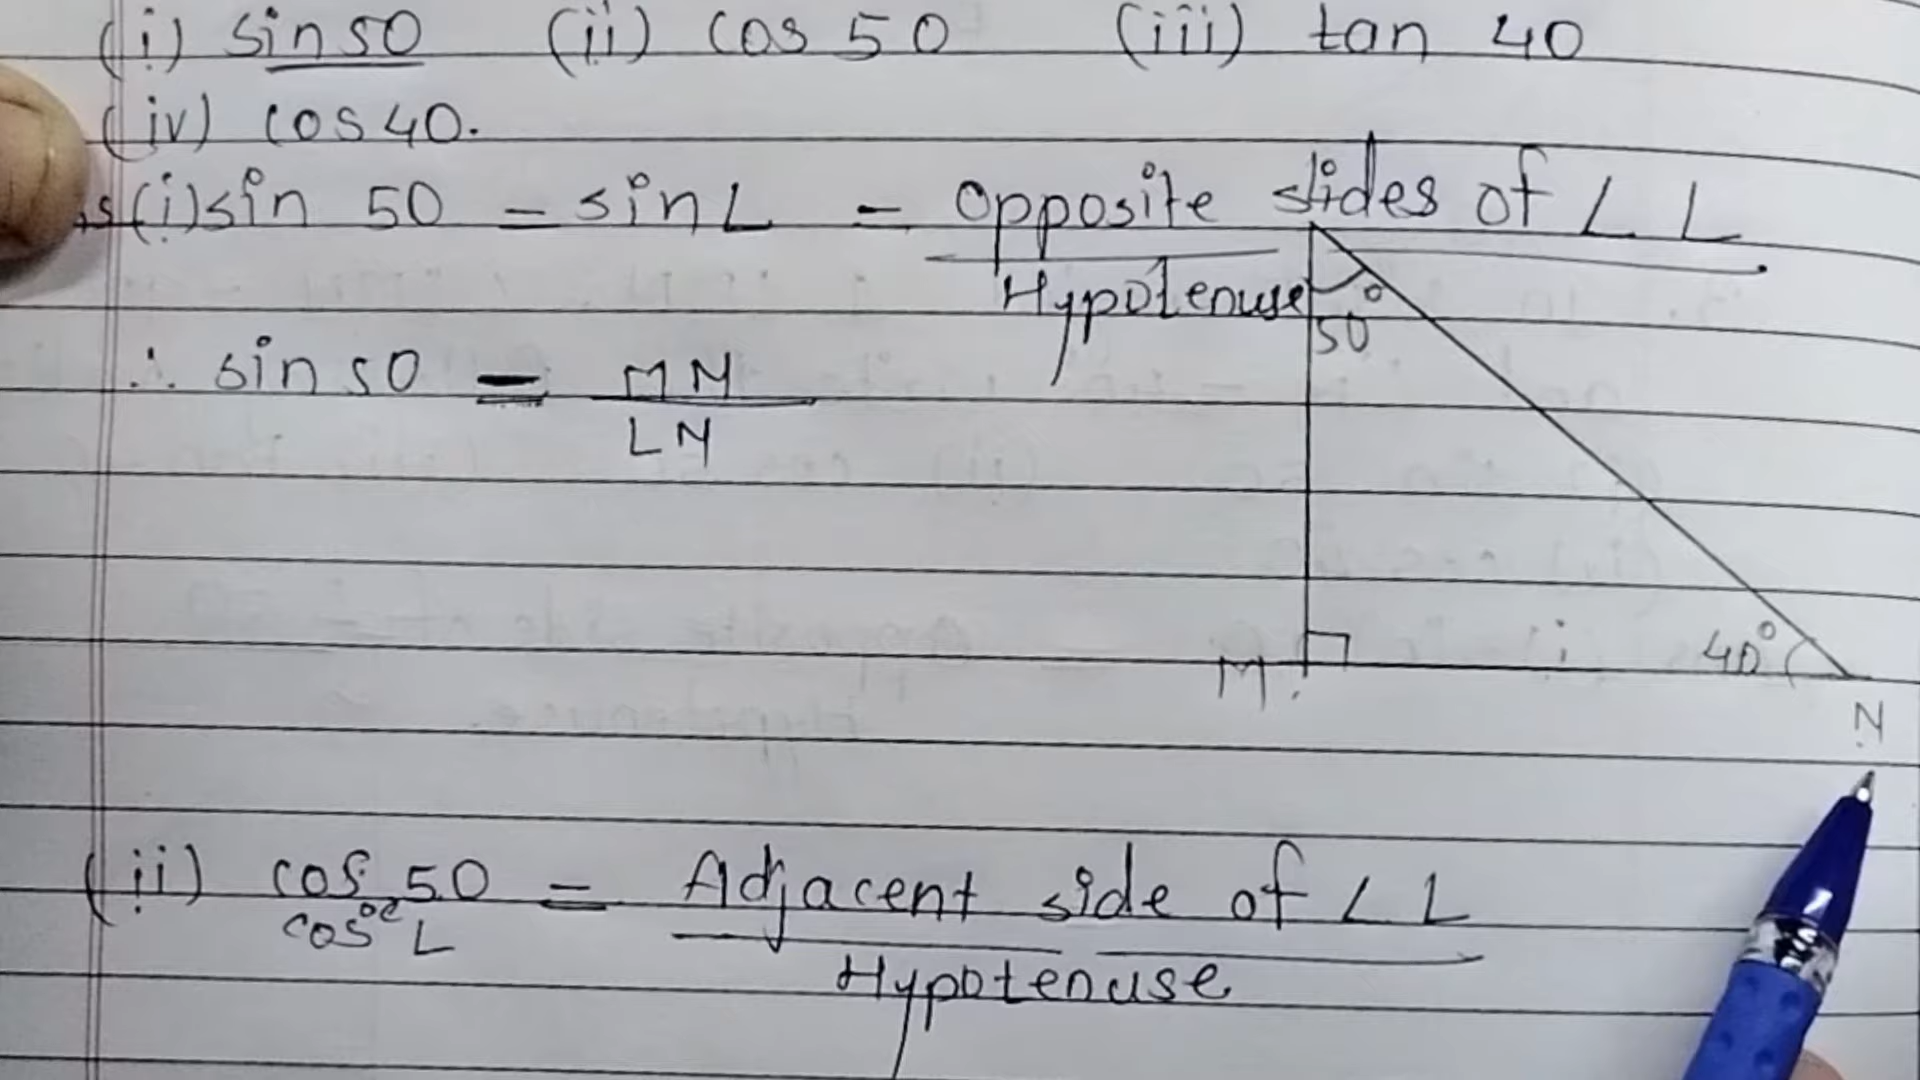 (i) sin 50 (ii) cos 50 (iii) tan 40
(iv) cos 40.
(i) sin 50 = sin L = Opposite sides of ∠ L
Hypotenuse
50°
∴ sin 50 = MN
LN
40°
M
N
(ii) cos 50 = Adjacent side of ∠ L
cos L
Hypotenuse